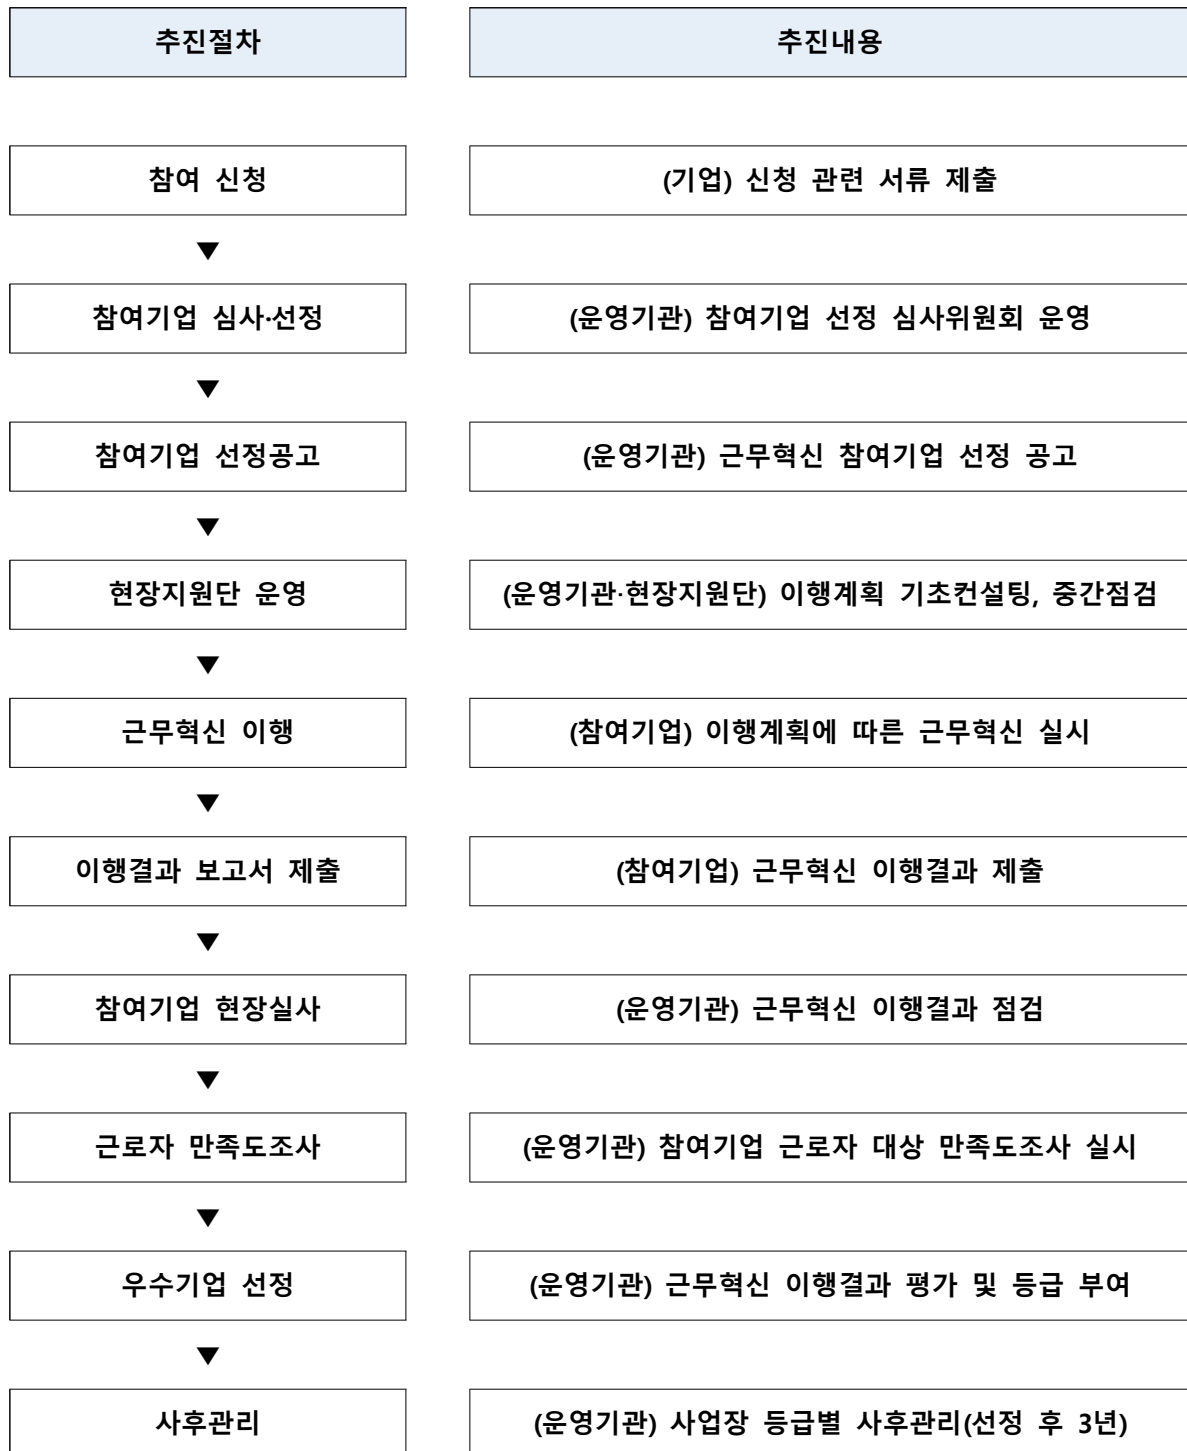 추진절차
추진내용
참여 신청
(기업) 신청 관련 서류 제출
▼
참여기업 심사·선정
(운영기관) 참여기업 선정 심사위원회 운영
▼
참여기업 선정공고
(운영기관) 근무혁신 참여기업 선정 공고
▼
현장지원단 운영
(운영기관·현장지원단) 이행계획 기초컨설팅, 중간점검
▼
근무혁신 이행
(참여기업) 이행계획에 따른 근무혁신 실시
▼
이행결과 보고서 제출
(참여기업) 근무혁신 이행결과 제출
▼
참여기업 현장실사
(운영기관) 근무혁신 이행결과 점검
▼
근로자 만족도조사
(운영기관) 참여기업 근로자 대상 만족도조사 실시
▼
우수기업 선정
(운영기관) 근무혁신 이행결과 평가 및 등급 부여
▼
사후관리
(운영기관) 사업장 등급별 사후관리(선정 후 3년)